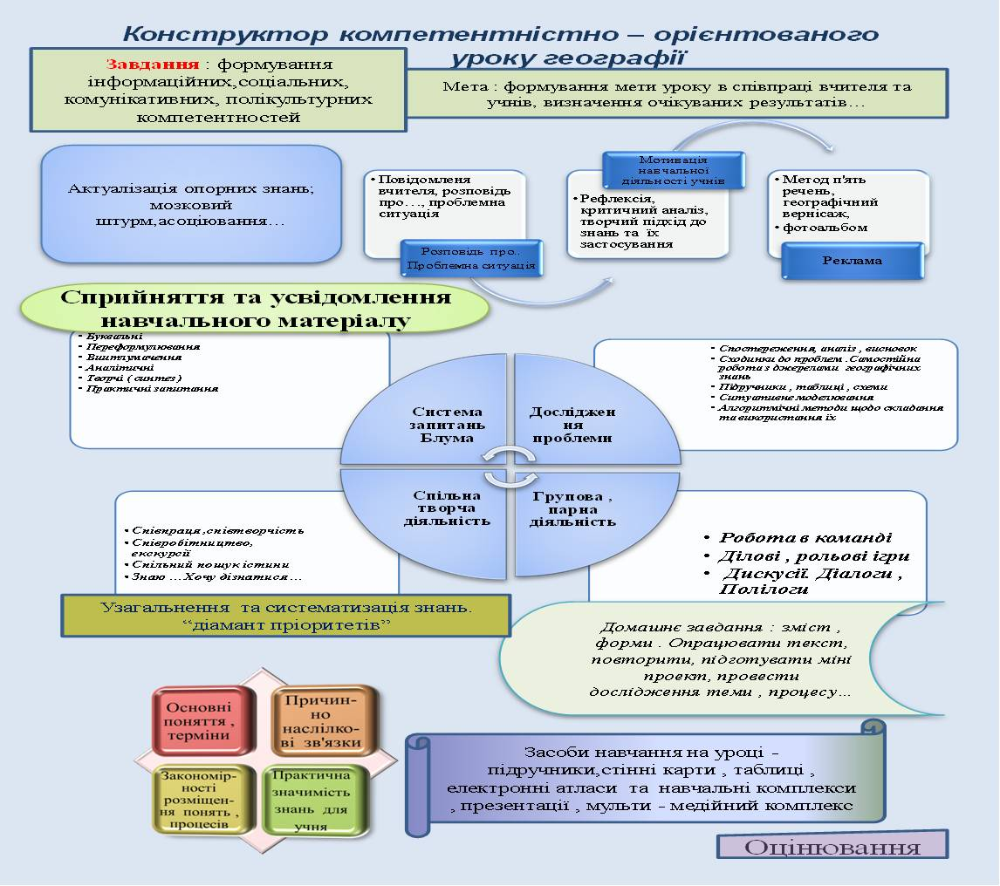 Конструктор компетентністно – орієнтованого
уроку географії
Завдання : формування
інформаційних,соціальних,
комунікативних, полікультурних
компетентностей
Мета : формування мети уроку в співпраці вчителя та
учнів, визначення очікуваних результатів…
Актуалізація опорних знань;
мозковий
штурм,асоціювання…
• Повідомленя
вчителя, розповідь
про…, проблемна
ситуація
Розповідь про..
Проблемна ситуація
Мотивація
навчальної
діяльності учнів
• Рефлексія,
критичний аналіз,
творчий підхід до
знань та їх
застосування
• Метод п'ять
речень,
географічний
вернісаж,
• фотоальбом
Реклама
Сприйняття та усвідомлення
навчального матеріалу
• Буквальні
• Переформулювання
• Виитлумачення
• Аналітичні
• Творчі ( синтез )
• Практичні запитання
• Спостереження, аналіз , висновок
• Сходинки до проблем .Самостійна
робота з джерелами географічних
знань
• Підручники , таблиці , схеми
• Ситуативне моделювання
• Алгоритмічні методи щодо складання
та використання їх
Система
запитань
Блума
Досліджен
ня
проблеми
Спільна
творча
діяльність
Групова ,
парна
діяльність
• Співпраця ,співтворчість
• Співробітництво,
екскурсії
• Спільний пошук істини
• Знаю … Хочу дізнатися …
• Робота в команді
• Ділові , рольові ігри
• Дискусії. Діалоги ,
Полілоги
Узагальнення та систематизація знань.
“діамант пріоритетів”
Домашнє завдання : зміст ,
форми . Опрацювати текст,
повторити, підготувати міні
проект, провести
дослідження теми , процесу…
Основні
поняття ,
терміни
Причин-
но
наслілко-
ві зв'язки
Закономір-
ності
розміщен-
ня понять ,
процесів
Практична
значимість
знань для
учня
Засоби навчання на уроці -
підручники,стінні карти , таблиці ,
електронні атласи та навчальні комплекси
, презентації , мульти - медійний комплекс
Оцінювання